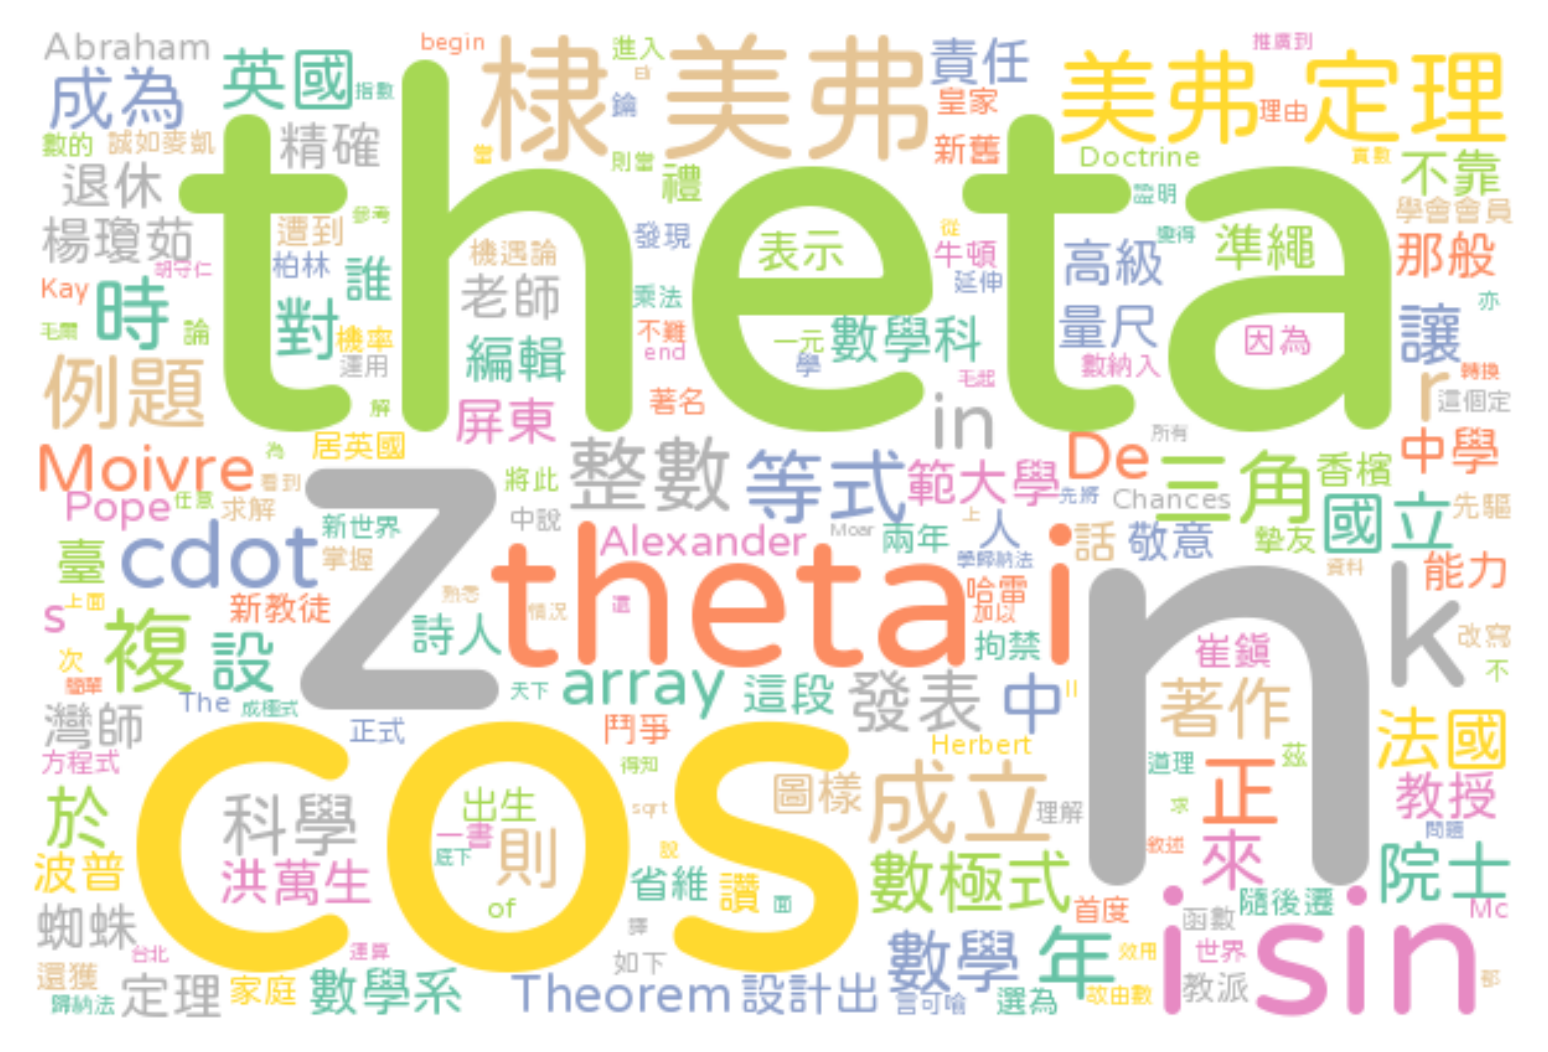 Abraham
成為
英國
指數
begin
棣美弗
進入
鑰
責任
皇家
推廣到
美弗定理
理由
數的
誠如麥凱
精確
theta
當
則當
禮
新舊
Doctrine
實數
不靠
證明
退休
學會會員
楊瓊茹
遭到
參考
機遇論
發現
表示
從
牛頓
變得
準繩
那般
胡守仁
柏林
誰
高級
延伸
Kay
時
對
老師
乘法
亦
毛爾
論
機率
不難
end
一元
數學科
量尺
因為
讓
運用
編輯
學
數納入
毛起
轉換
例題
解
屏東
著名
in
r
這個定
Moivre
為
居英國
整數
等式
範大學
De
所有
三角
香檳
中學
看到
z
將此
Pope
任意
求解
先將
Chances
國立
先驅
中說
新世界
cdot
掌握
Alexander
Moar
兩年
上
人
話
敬意
摯友
臺
theta i
學歸納法
n
資料
能力
s
上面
新教徒
熟悉
情況
還
哈雷
加以
k
複
設
詩人
拘禁
崔鎮
改寫
次
簡單
不
The
成極式
天下
array
這段
發表
中
著作
灣師
正式
鬥爭
Herbert
法國
方程式
cos
得知
道理
茲
於
科學
出生
sqrt
圖樣
成立
理解
正
教授
求
問題
一書
底下
則
說
敘述
來
波普
洪萬生
省維
讚
面
數極式
院士
of
首度
函數
隨後遷
Mc
蜘蛛
台北
運算
譯
數學
年
效用
世界
i sin
還獲
如下
歸納法
定理
家庭
數學系
Theorem
設計出
言可喻
選為
故由數
教派
都